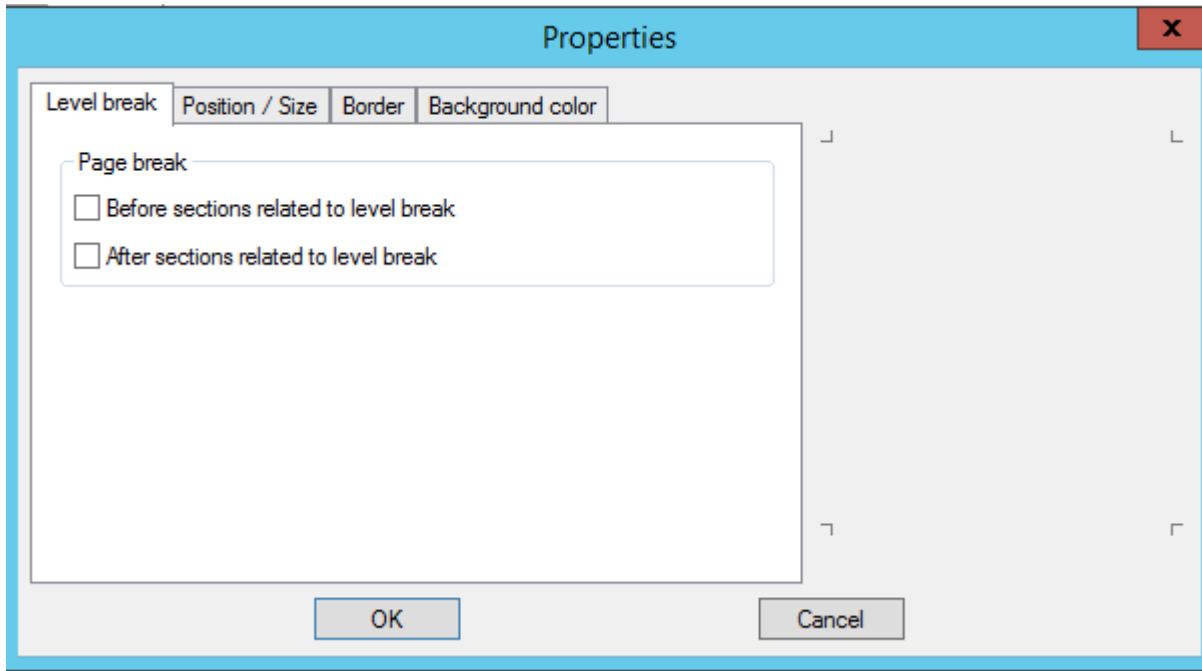 Properties
x
Level break Position / Size Border Background color
Page break
Before sections related to level break
After sections related to level break
OK Cancel